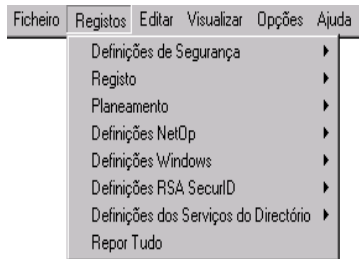 Ficheiro Registos Editar Visualizar Opções Ajuda
Definições de Segurança
Registo
Planeamento
Definições NetOp
Definições Windows
Definições RSA SecurID
Definições dos Serviços do Directório
Repor Tudo